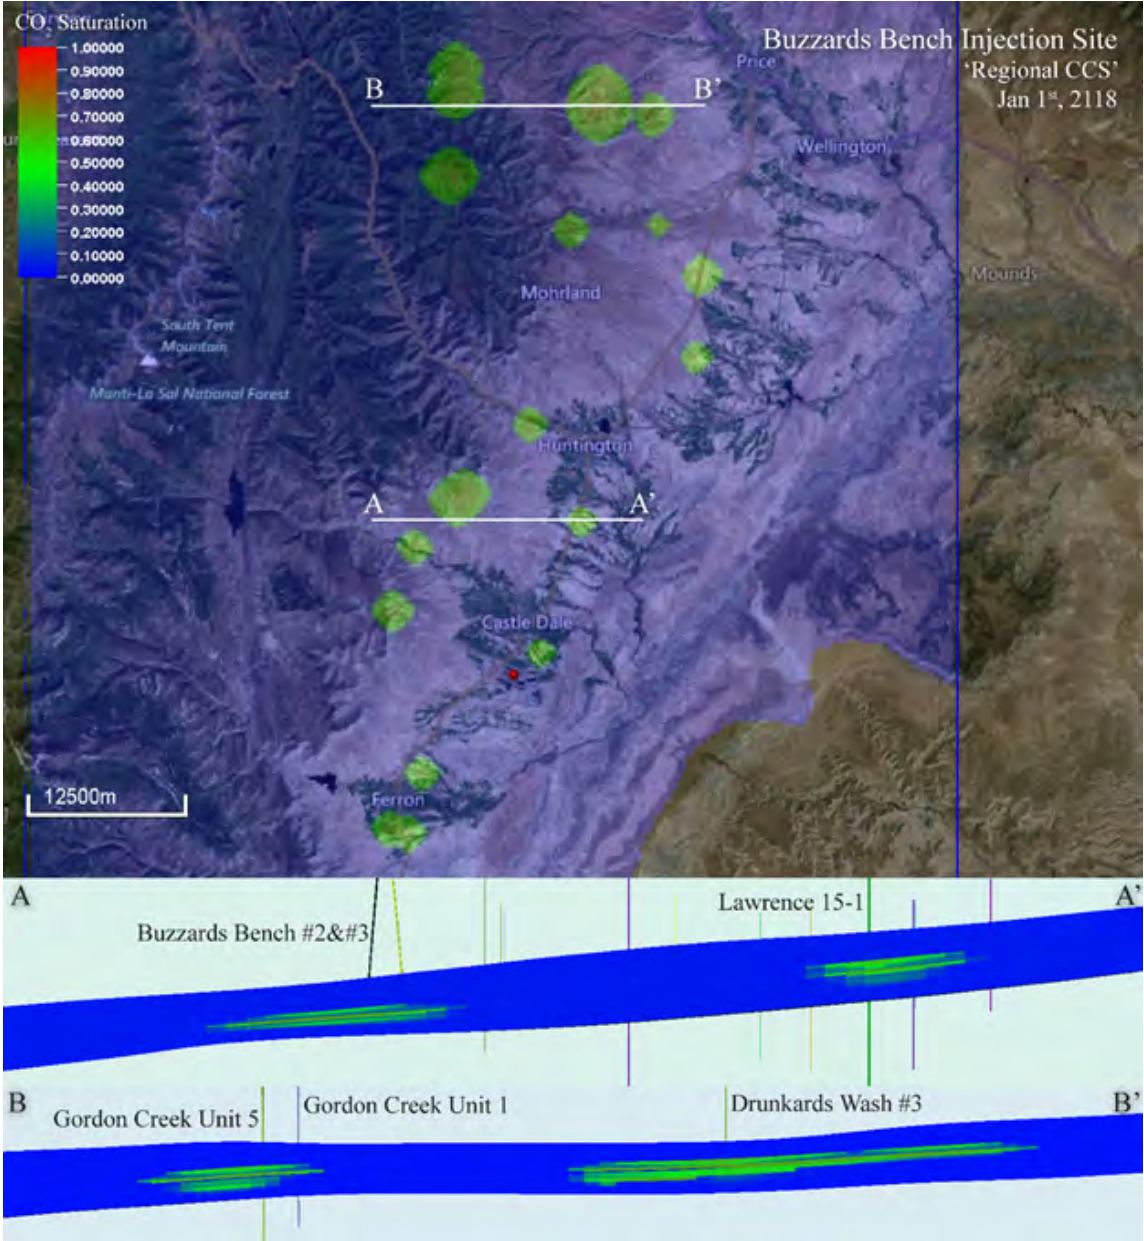 CO2 Saturation
1.00000
0.90000
0.80000
0.70000
0.60000
0.50000
0.40000
0.30000
0.20000
0.10000
0.00000
Buzzards Bench Injection Site
'Regional CCS'
Jan 1st, 2118
B
B'
Price
Wellington
Mounds
Mohrland
South Tent
Mountain
Manti-La Sal National Forest
Huntington
A
A'
Castle Dale
Ferron
12500m
A
A'
Lawrence 15-1
Buzzards Bench #2&#3
B
B'
Gordon Creek Unit 5
Gordon Creek Unit 1
Drunkards Wash #3